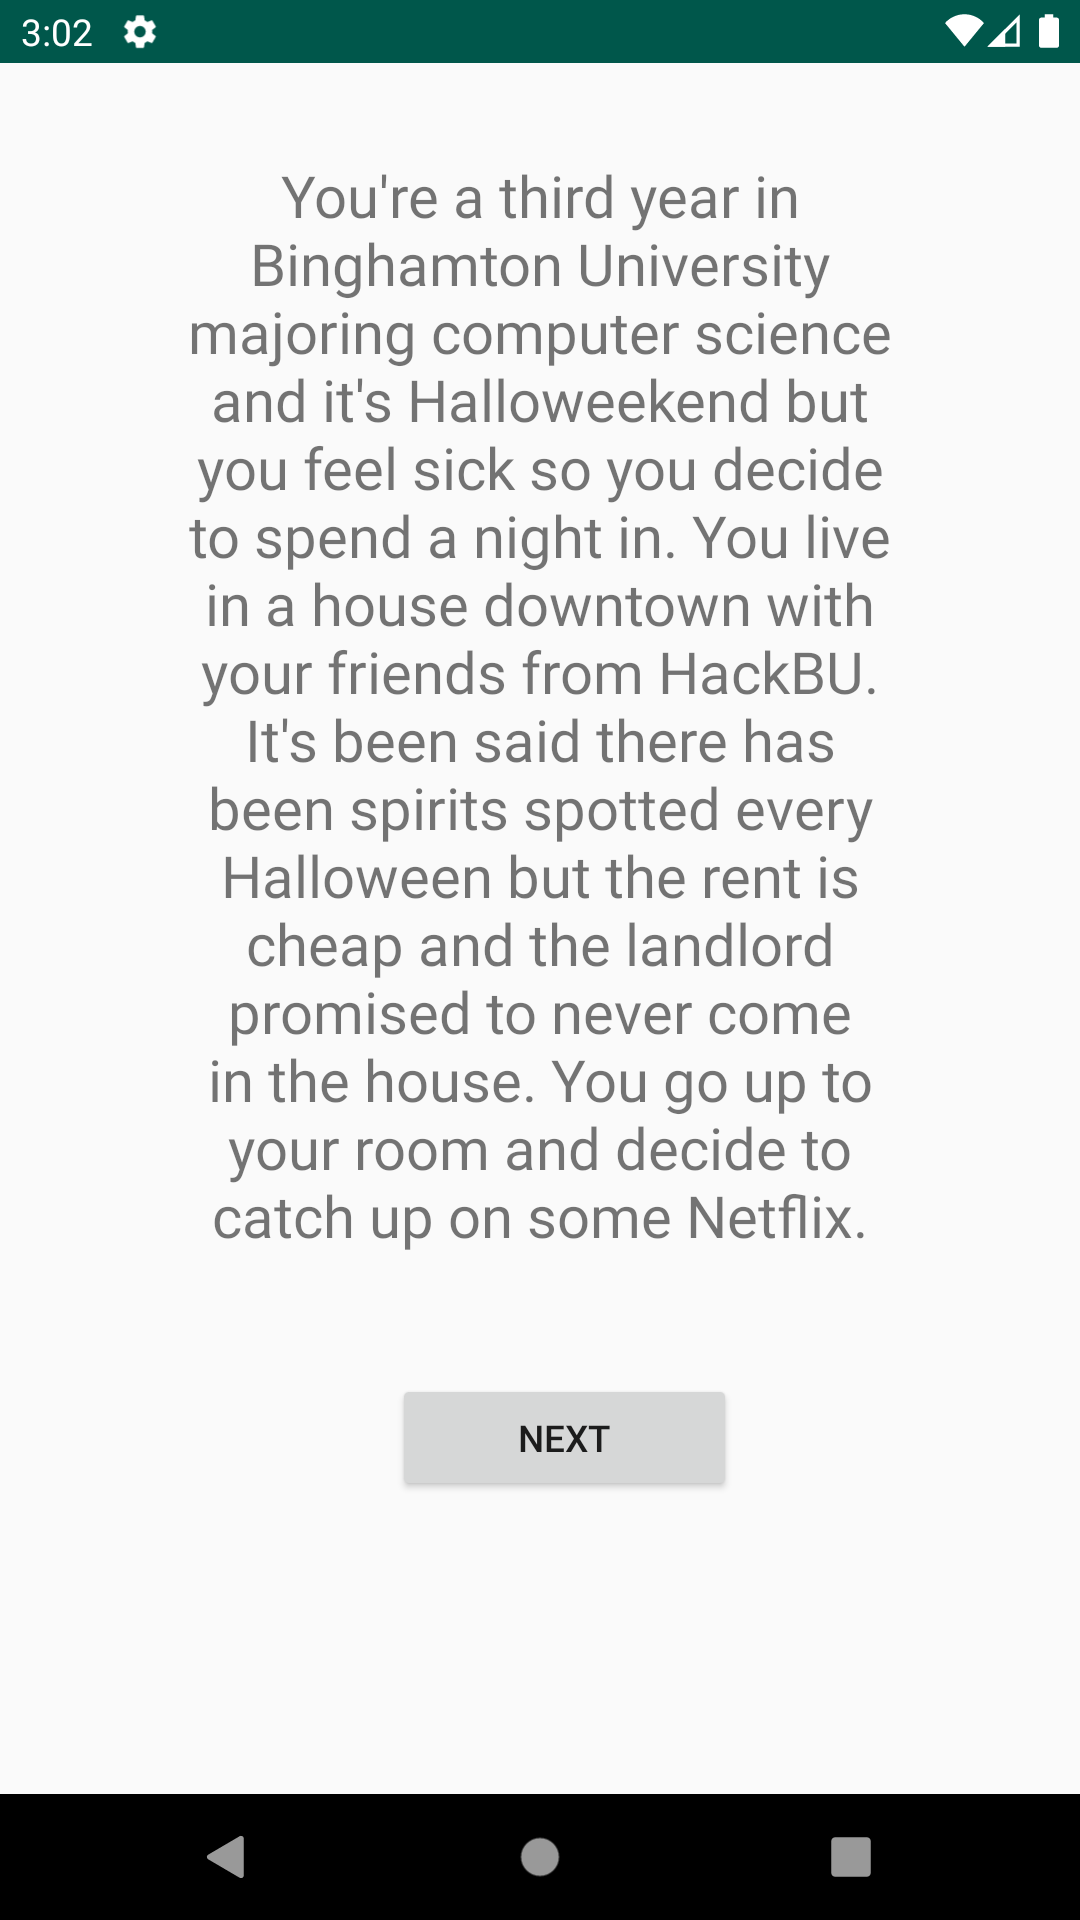 3:02
You're a third year in
Binghamton University
majoring computer science
and it's Halloweekend but
you feel sick so you decide
to spend a night in. You live
in a house downtown with
your friends from HackBU.
It's been said there has
been spirits spotted every
Halloween but the rent is
cheap and the landlord
promised to never come
in the house. You go up to
your room and decide to
catch up on some Netflix.
NEXT